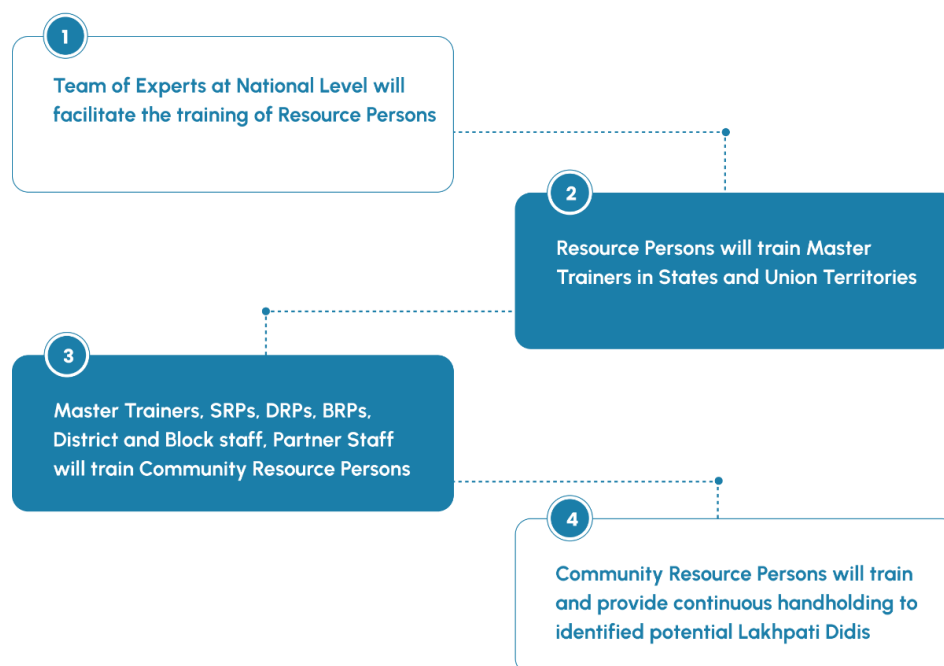 1
Team of Experts at National Level will
facilitate the training of Resource Persons
2
Resource Persons will train Master
Trainers in States and Union Territories
3
Master Trainers, SRPs, DRPs, BRPs,
District and Block staff, Partner Staff
will train Community Resource Persons
4
Community Resource Persons will train
and provide continuous handholding to
identified potential Lakhpati Didis